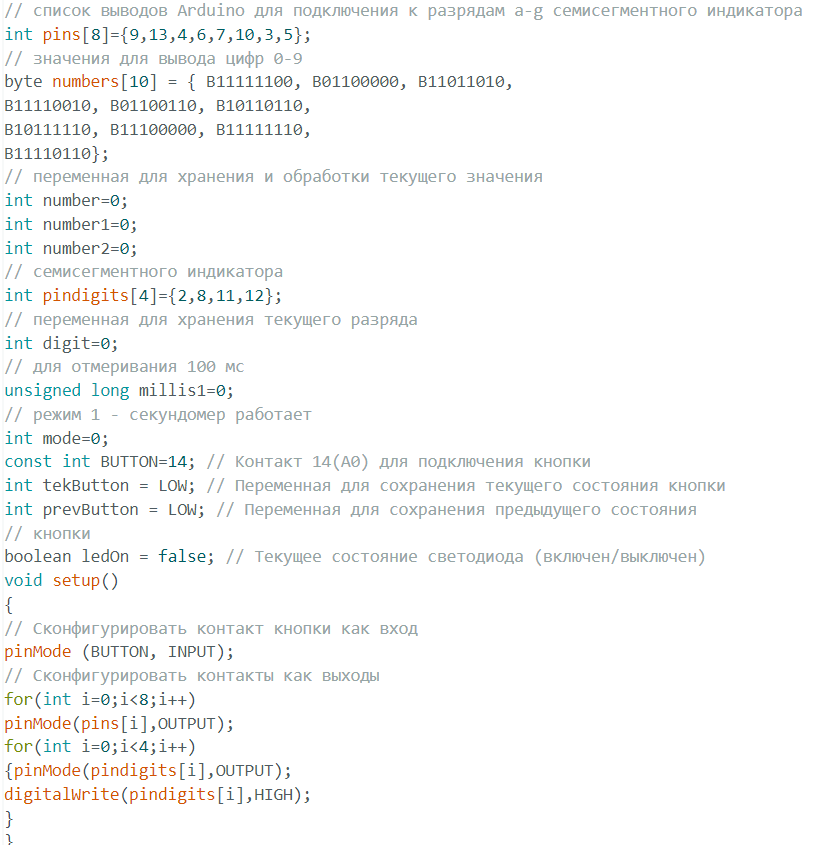 // список выводов Arduino для подключения к разрядам a-g семисегментного индикатора
int pins[8]={9,13,4,6,7,10,3,5};
// значения для вывода цифр 0-9
byte numbers[10] = { B11111100, B01100000, B11011010,
B11110010, B01100110, B10110110,
B10111110, B11100000, B11111110,
B11110110};
// переменная для хранения и обработки текущего значения
int number=0;
int number1=0;
int number2=0;
// семисегментного индикатора
int pindigits[4]={2,8,11,12};
// переменная для хранения текущего разряда
int digit=0;
// для отмеривания 100 мс
unsigned long millis1=0;
// режим 1 - секундомер работает
int mode=0;
const int BUTTON=14; // Контакт 14(A0) для подключения кнопки
int tekButton = LOW; // Переменная для сохранения текущего состояния кнопки
int prevButton = LOW; // Переменная для сохранения предыдущего состояния
// кнопки
boolean ledOn = false; // Текущее состояние светодиода (включен/выключен)
void setup()
{
// Сконфигурировать контакт кнопки как вход
pinMode (BUTTON, INPUT);
// Сконфигурировать контакты как выходы
for(int i=0;i<8;i++)
pinMode(pins[i],OUTPUT);
for(int i=0;i<4;i++)
{pinMode(pindigits[i],OUTPUT);
digitalWrite(pindigits[i],HIGH);
}
}